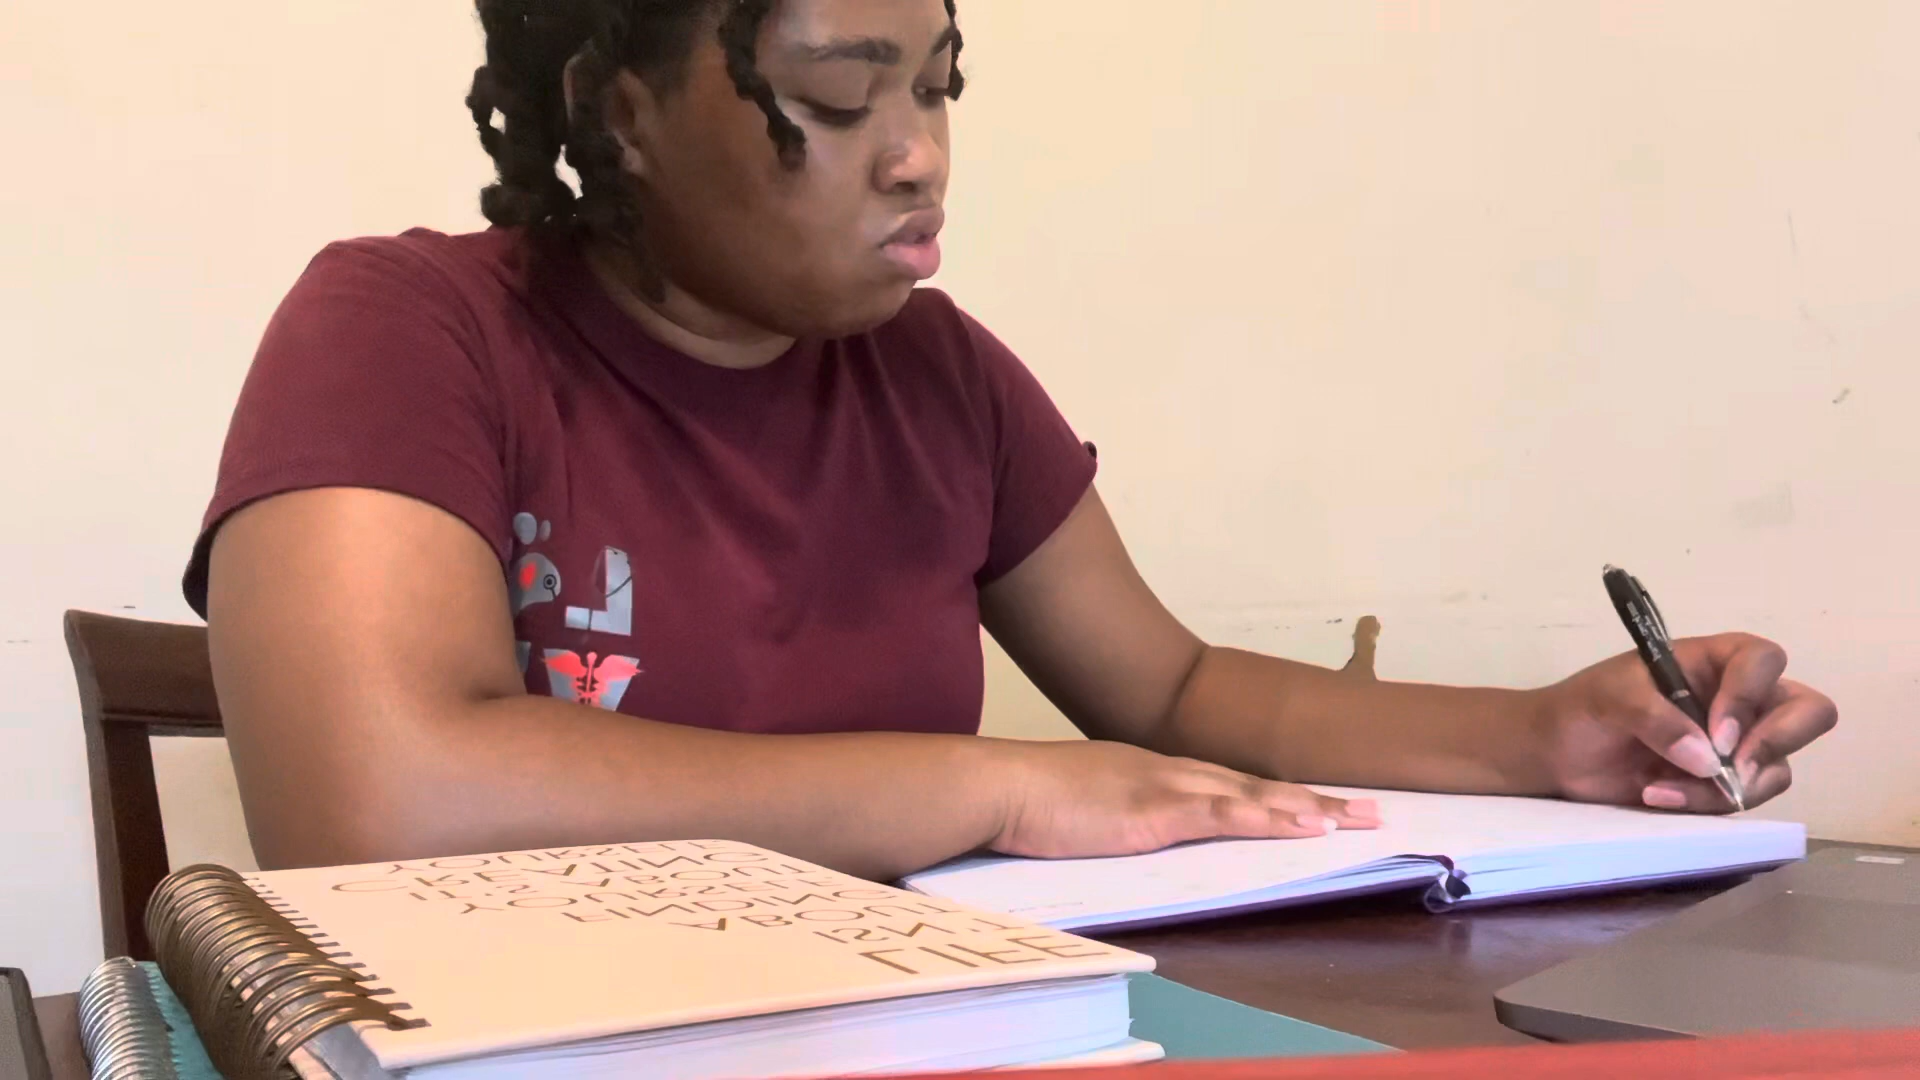 LIFE
ISN'T
ABOUT
FINDING
YOURSELF
IT'S ABOUT
CREATING
YOURSELF
L